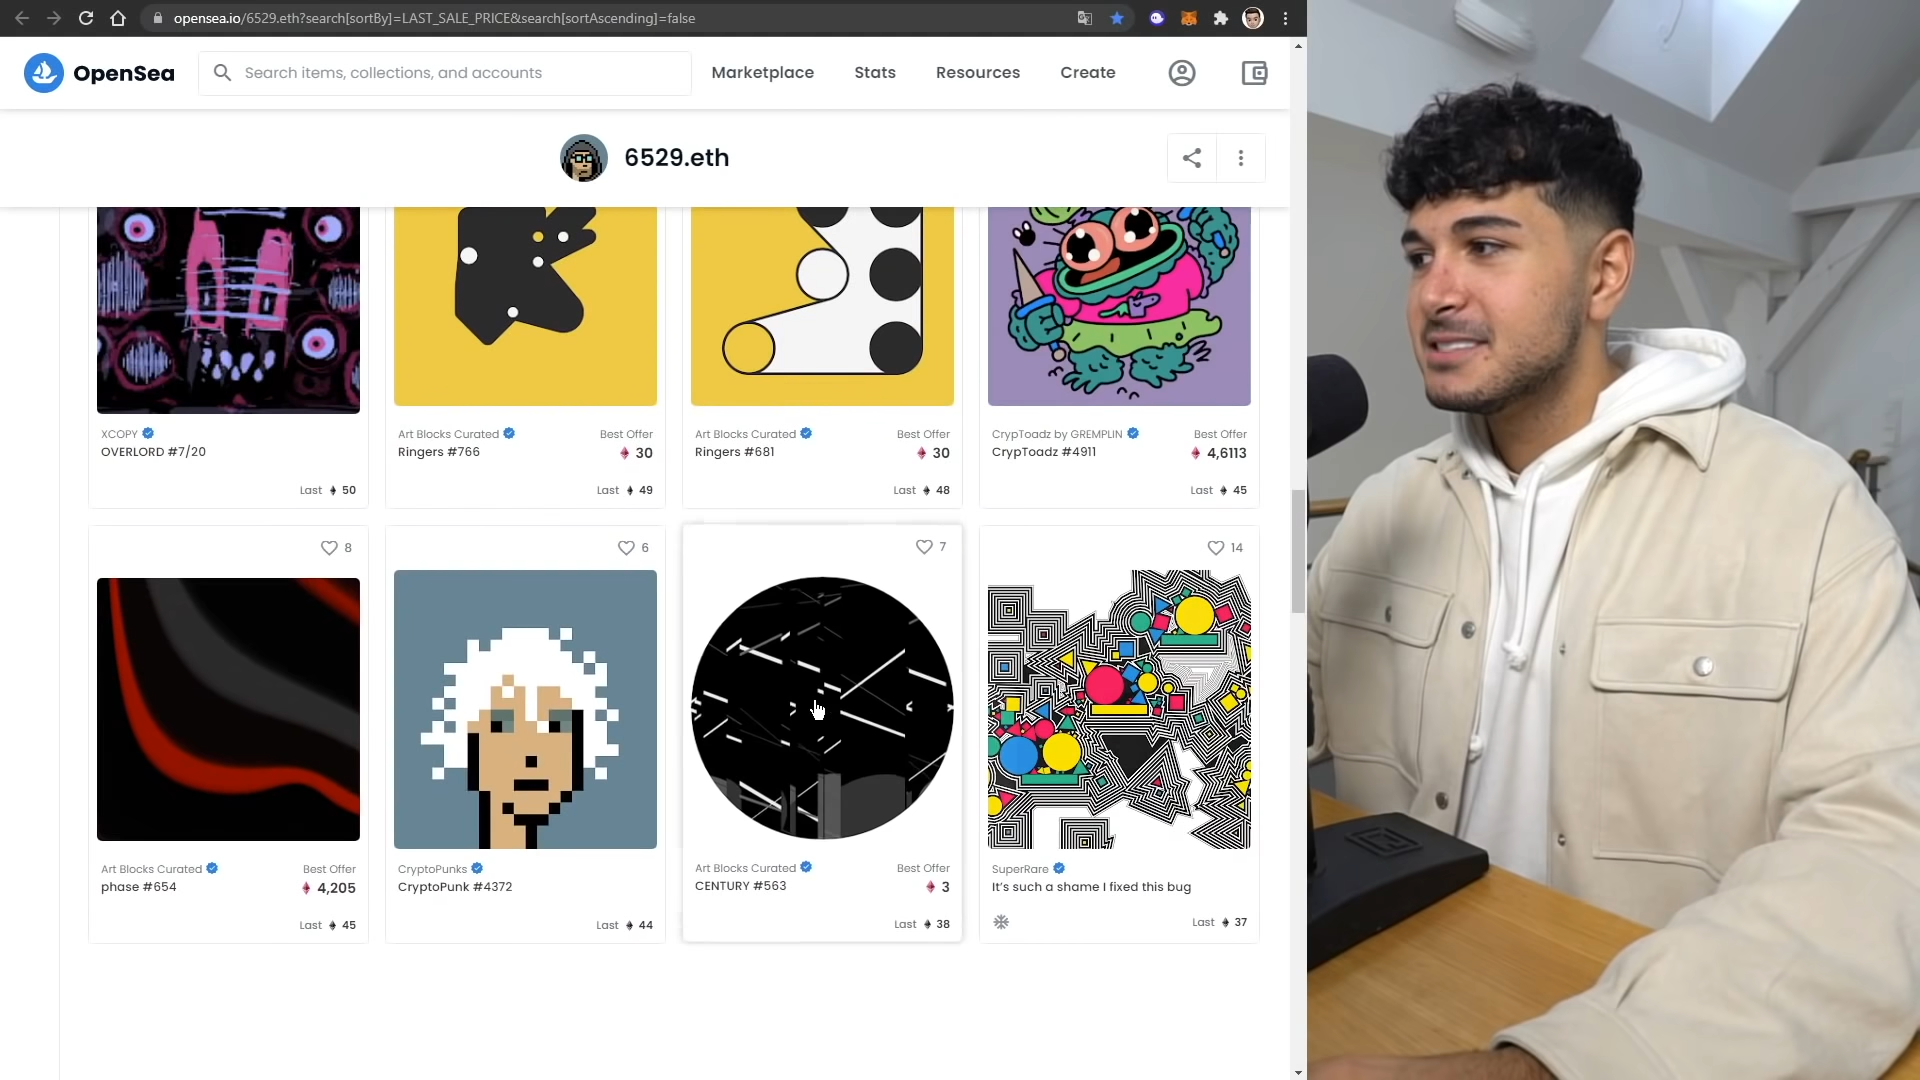 opensea.io/6529.eth?search[sortBy]=LAST_SALE_PRICE&search[sortAscending]=false
OpenSea
Search items, collections, and accounts
Marketplace
Stats
Resources
Create
6529.eth
XCOPY
OVERLORD #7/20
Last 50
Art Blocks Curated
Best Offer
Ringers #766
30
Last 49
Art Blocks Curated
Best Offer
Ringers #681
30
Last 48
CrypToadz by GREMPLIN
Best Offer
CrypToadz #4911
4,6113
Last 45
8
Art Blocks Curated
Best Offer
phase #654
4,205
Last 45
6
CryptoPunks
CryptoPunk #4372
Last 44
7
Art Blocks Curated
Best Offer
CENTURY #563
3
Last 38
14
SuperRare
It's such a shame I fixed this bug
Last 37